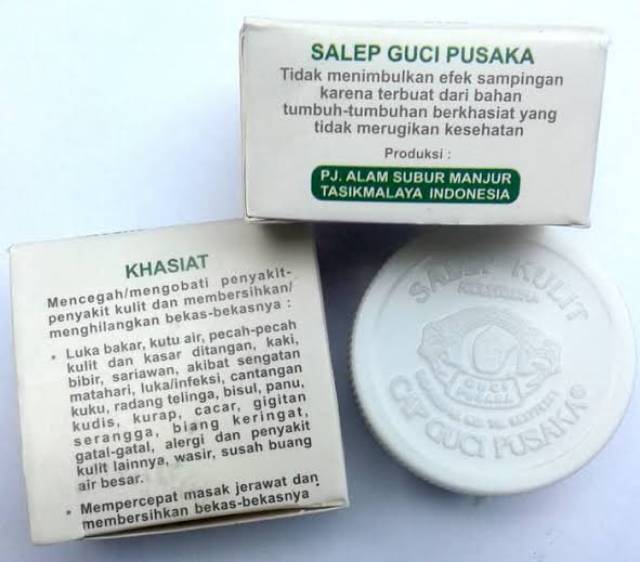 SALEP GUCI PUSAKA
Tidak menimbulkan efek sampingan
karena terbuat dari bahan
tumbuh-tumbuhan berkhasiat yang
tidak merugikan kesehatan
Produksi :
PJ. ALAM SUBUR MANJUR
TASIKMALAYA INDONESIA
KHASIAT
Mencegah/mengobati penyakit-
penyakit kulit dan membersihkan/
menghilangkan bekas-bekasnya :
• Luka bakar, kutu air, pecah-pecah
kulit dan kasar ditangan, kaki,
bibir, sariawan, akibat sengatan
matahari, luka/infeksi, cantangan
kuku, radang telinga, bisul, panu,
kudis, kurap, cacar, gigitan
serangga, biang keringat,
gatal-gatal, alergi dan penyakit
kulit lainnya, wasir, susah buang
air besar.
• Mempercepat masak jerawat dan
membersihkan bekas-bekasnya
SALEP KULIT
GUCI
PUSAKA
CAP GUCI PUSAKA®